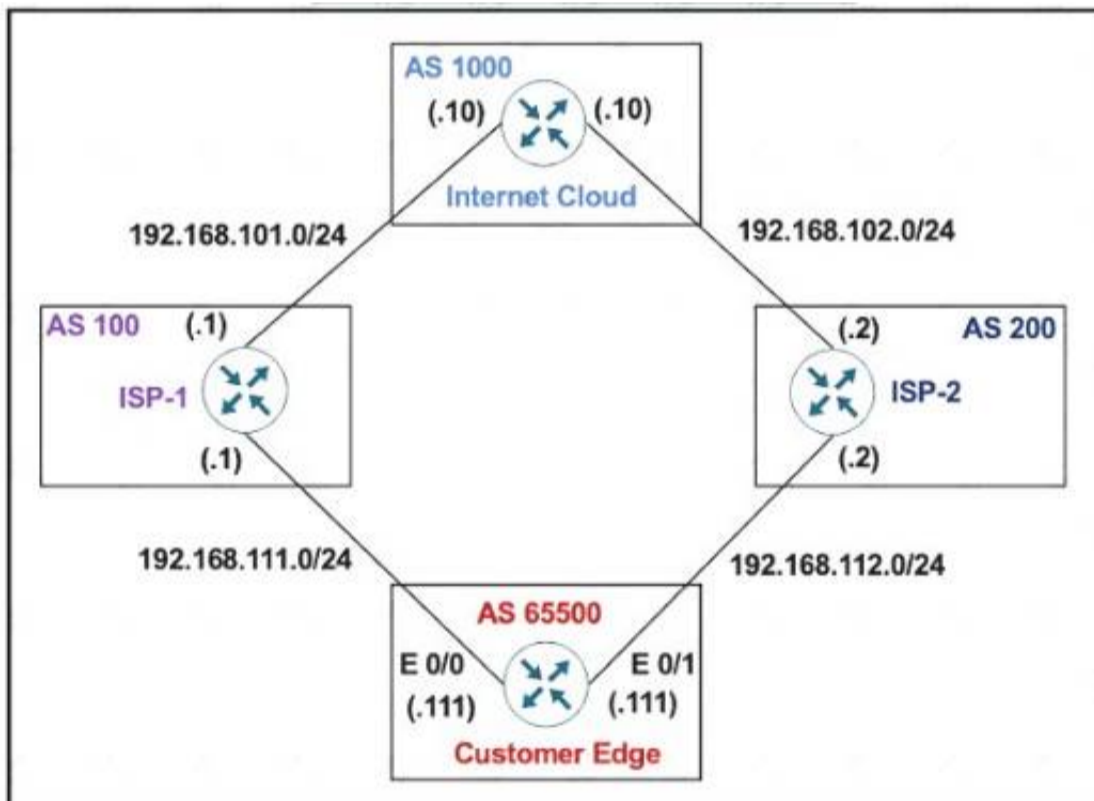 AS 1000
(.10)
(.10)
Internet Cloud
192.168.101.0/24
192.168.102.0/24
AS 100
(.1)
ISP-1
(.1)
(.2)
AS 200
ISP-2
(.2)
192.168.111.0/24
192.168.112.0/24
AS 65500
E 0/0
E 0/1
(.111)
(.111)
Customer Edge